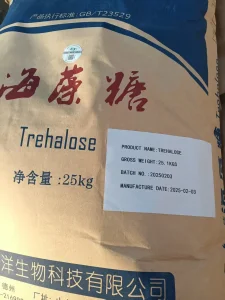 产品执行标准:GB/T23529
海藻糖
Trehalose
PRODUCT NAME:TREHALOSE
GROSS WEIGHT:25.1KGS
BATCH NO.:20250203
MANUFACTURE DATE:2025-02-03
净含量:25kg
洋生物科技有限公司
德州